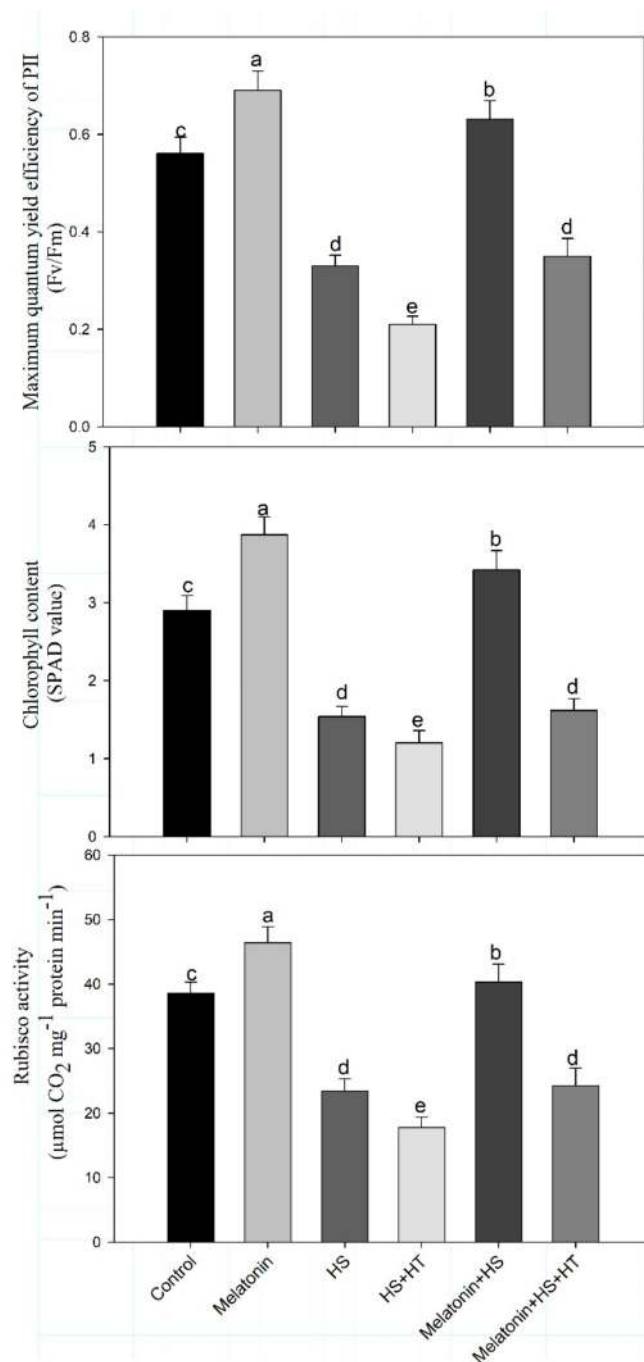 Maximum quantum yield efficiency of PII
(Fv/Fm)
0.8
0.6
0.4
0.2
0.0
c
a
d
e
b
d
Chlorophyll content
(SPAD value)
5
4
3
2
1
0
c
a
d
e
b
d
Rubisco activity
(µmol CO₂ mg⁻¹ protein min⁻¹)
60
50
40
30
20
10
0
c
a
d
e
b
d
Control
Melatonin
HS
HS+HT
Melatonin+HS
Melatonin+HS+HT